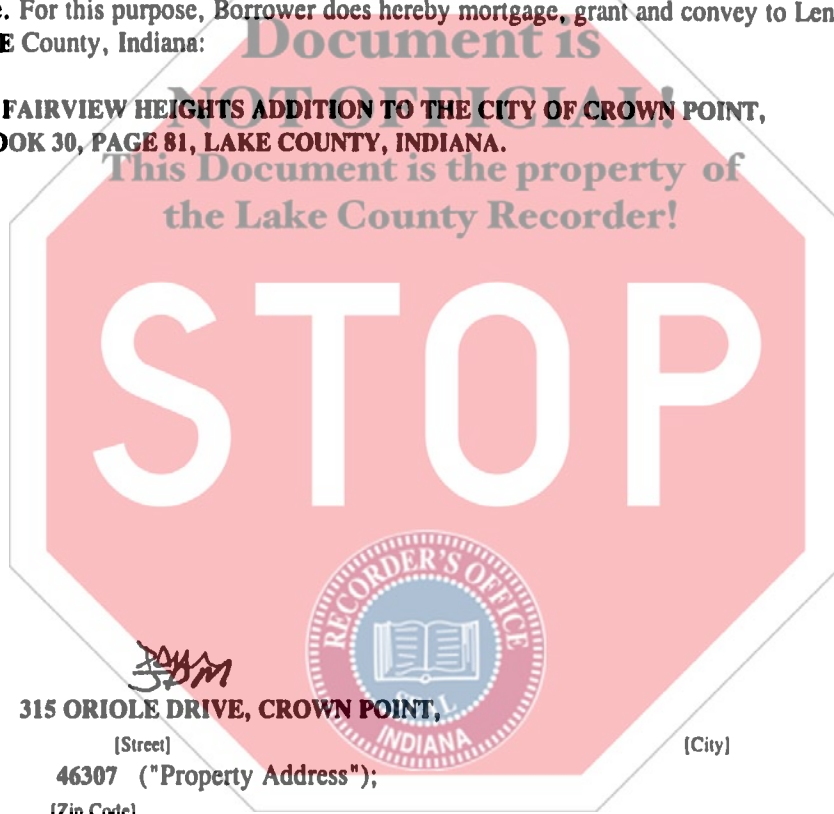 . For this purpose, Borrower does hereby mortgage, grant and convey to Len
E County, Indiana:
Document is
NOT OFFICIAL!
FAIRVIEW HEIGHTS ADDITION TO THE CITY OF CROWN POINT,
OOK 30, PAGE 81, LAKE COUNTY, INDIANA.
This Document is the property of
the Lake County Recorder!
STOP
RECORDER'S OFFICE
SEAL
INDIANA
315 ORIOLE DRIVE, CROWN POINT,
[Street] [City]
46307 ("Property Address");
[Zip Code]